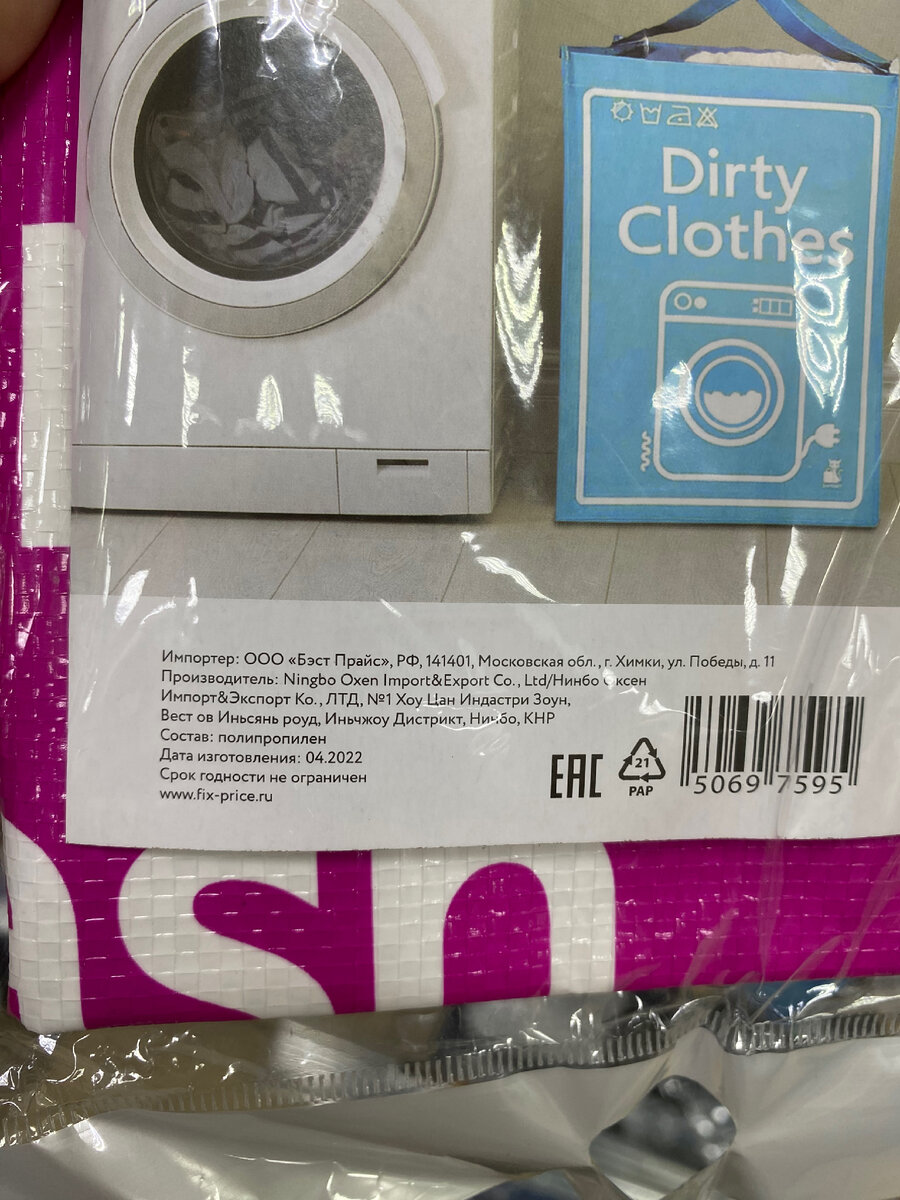 Dirty
Clothes
Импортер: ООО «Бэст Прайс», РФ, 141401, Московская обл., г. Химки, ул. Победы, д. 11
Производитель: Ningbo Oxen Import&Export Co., Ltd/Нинбо Оксен
Импорт&Экспорт Ко., ЛТД, №1 Хоу Цан Индастри Зоун,
Вест ов Иньсянь роуд, Иньчжоу Дистрикт, Нинбо, КНР
Состав: полипропилен
Дата изготовления: 04.2022
Срок годности не ограничен
www.fix-price.ru
EAC
21
PAP
5069 7595